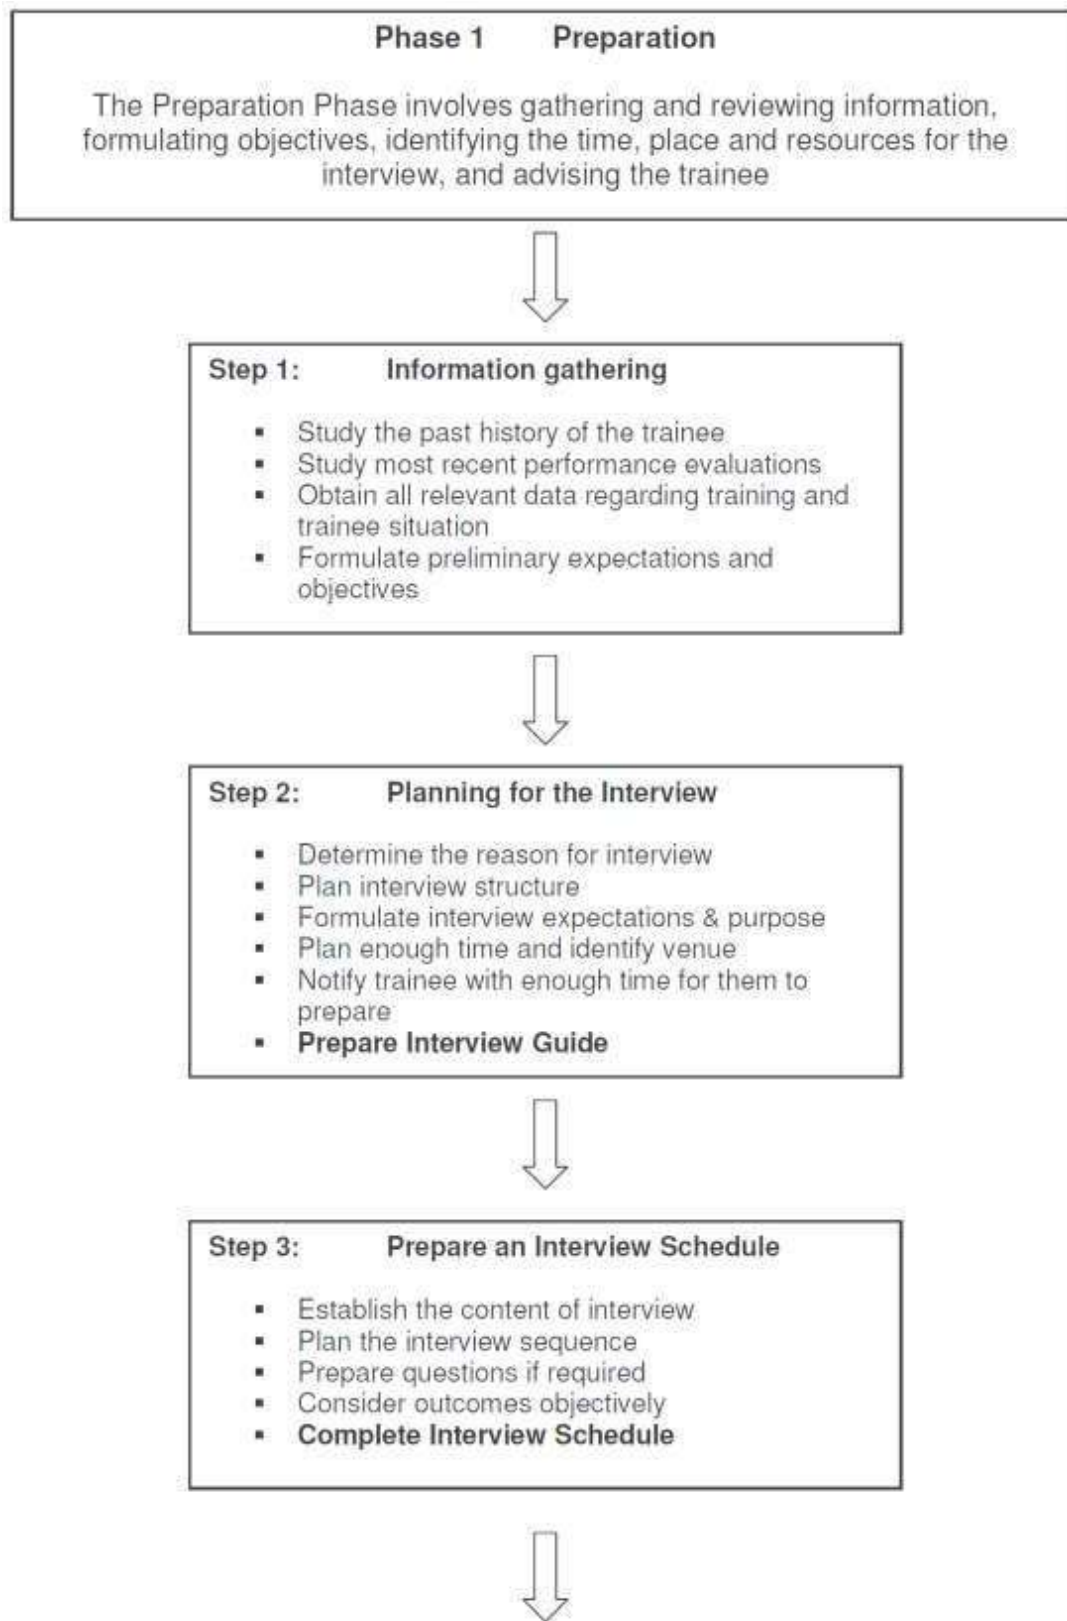 Phase 1 Preparation
The Preparation Phase involves gathering and reviewing information,
formulating objectives, identifying the time, place and resources for the
interview, and advising the trainee
Step 1: Information gathering
▪ Study the past history of the trainee
▪ Study most recent performance evaluations
▪ Obtain all relevant data regarding training and
trainee situation
▪ Formulate preliminary expectations and
objectives
Step 2: Planning for the Interview
▪ Determine the reason for interview
▪ Plan interview structure
▪ Formulate interview expectations & purpose
▪ Plan enough time and identify venue
▪ Notify trainee with enough time for them to
prepare
▪ Prepare Interview Guide
Step 3: Prepare an Interview Schedule
▪ Establish the content of interview
▪ Plan the interview sequence
▪ Prepare questions if required
▪ Consider outcomes objectively
▪ Complete Interview Schedule